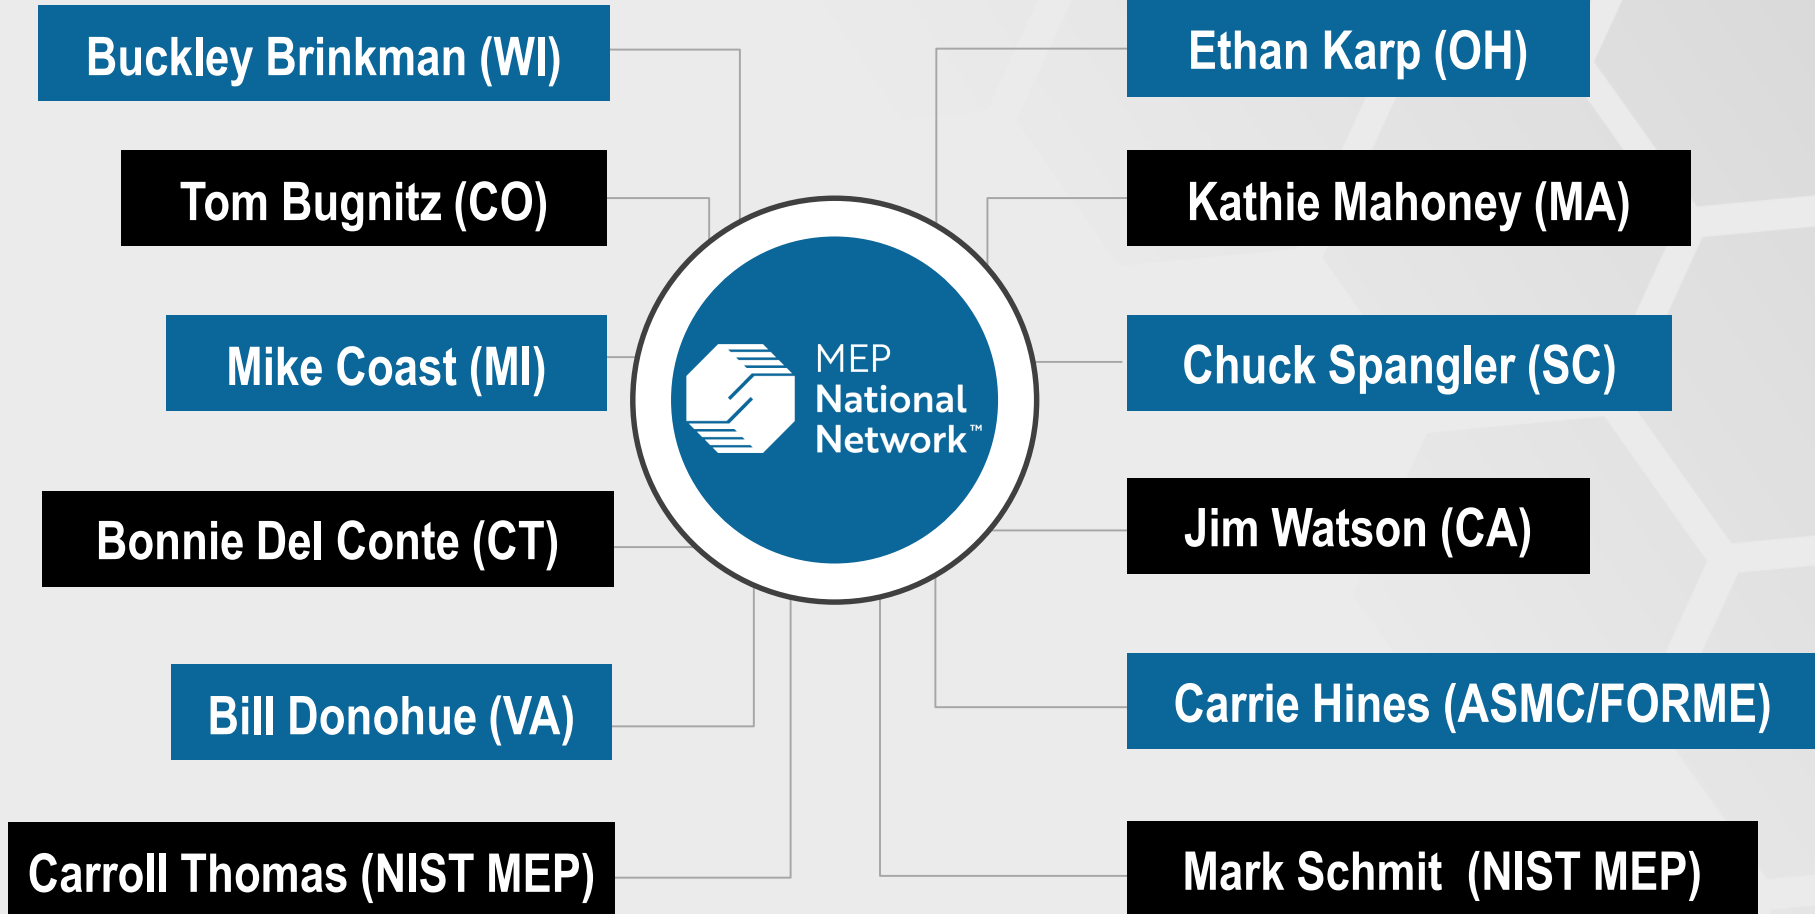 Buckley Brinkman (WI)
Tom Bugnitz (CO)
Mike Coast (MI)
Bonnie Del Conte (CT)
Bill Donohue (VA)
Carroll Thomas (NIST MEP)
MEP
National
Network™
Ethan Karp (OH)
Kathie Mahoney (MA)
Chuck Spangler (SC)
Jim Watson (CA)
Carrie Hines (ASMC/FORME)
Mark Schmit (NIST MEP)